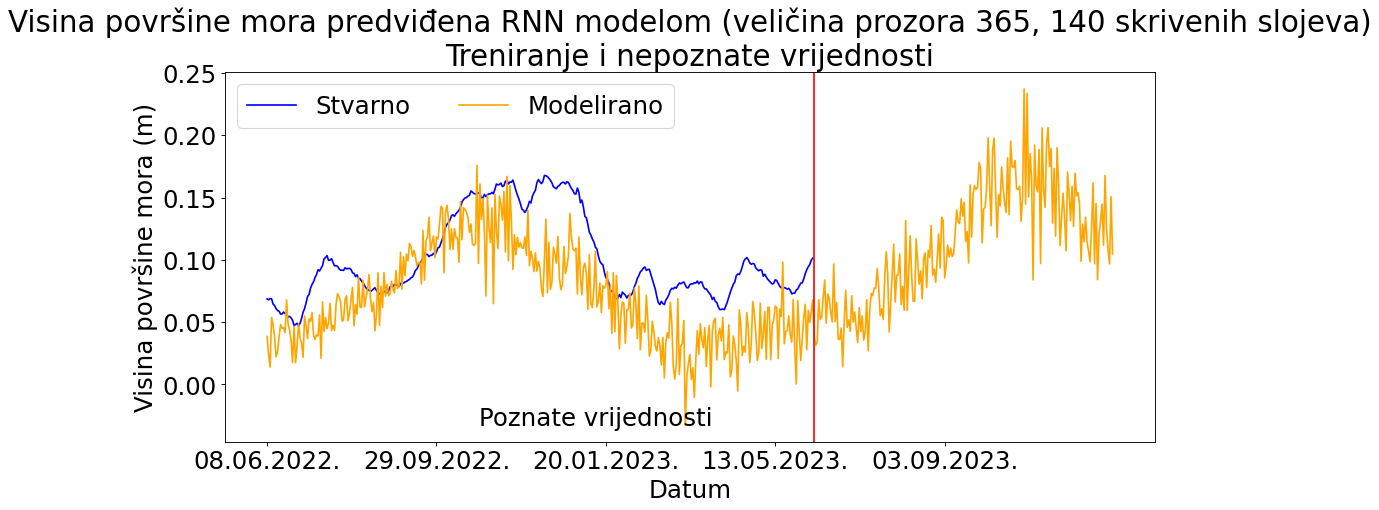 Visina površine mora predviđena RNN modelom (veličina prozora 365, 140 skrivenih slojeva)
Treniranje i nepoznate vrijednosti
Stvarno Modelirano
Visina površine mora (m)
0.25
0.20
0.15
0.10
0.05
0.00
Poznate vrijednosti
08.06.2022. 29.09.2022. 20.01.2023. 13.05.2023. 03.09.2023.
Datum